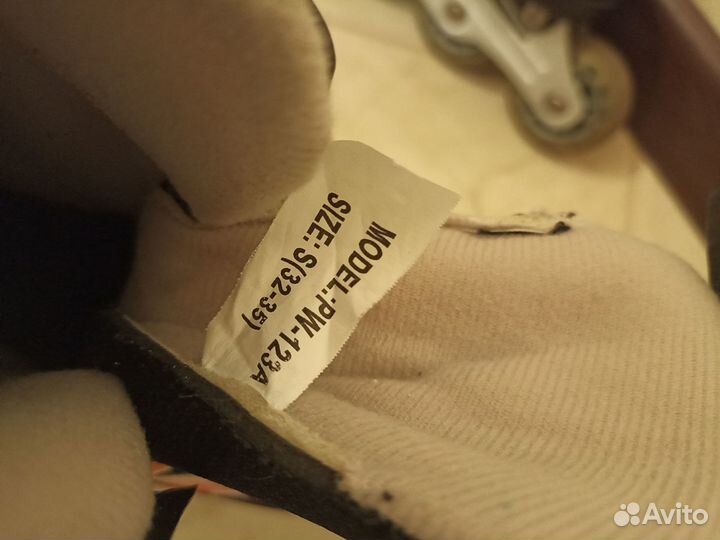 MODEL:PW-123A
SIZE: S(32-35)
Avito